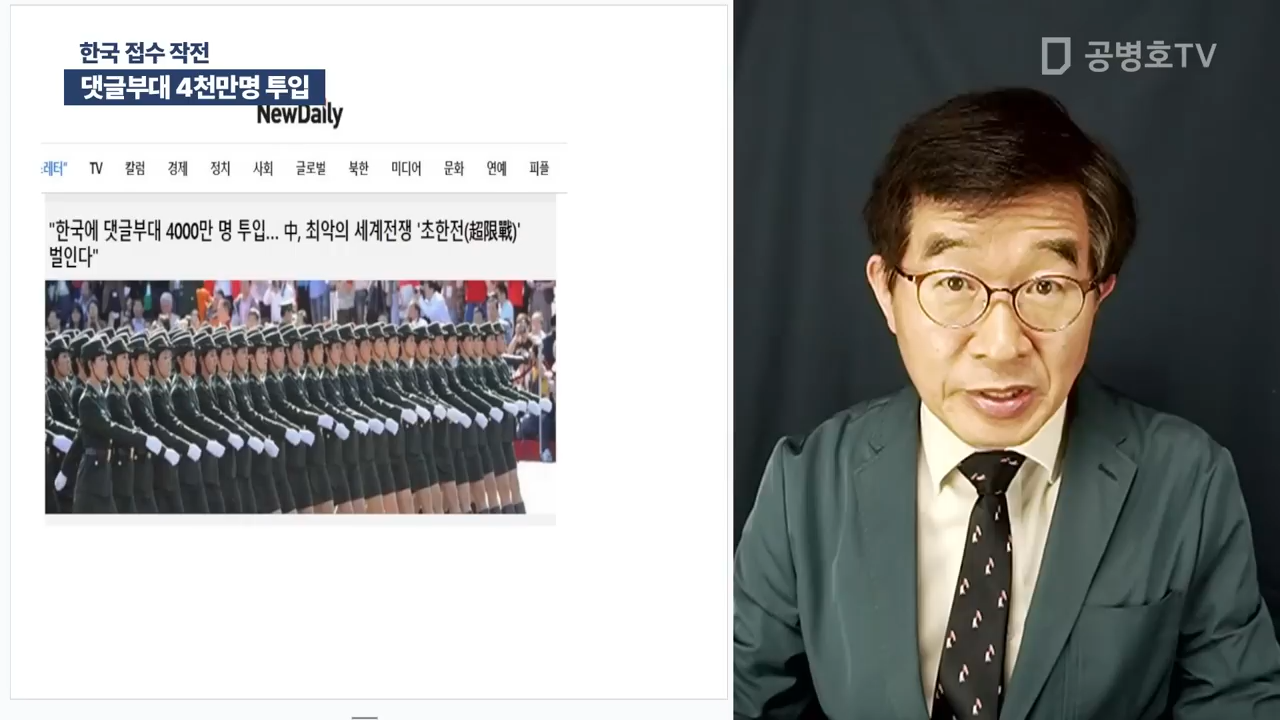 한국 접수 작전
댓글부대 4천만명 투입
공병호TV
NewDaily
레터" TV 칼럼 경제 정치 사회 글로벌 북한 미디어 문화 연예 피플
"한국에 댓글부대 4000만 명 투입... 中, 최악의 세계전쟁 '초한전(超限戰)'
벌인다"